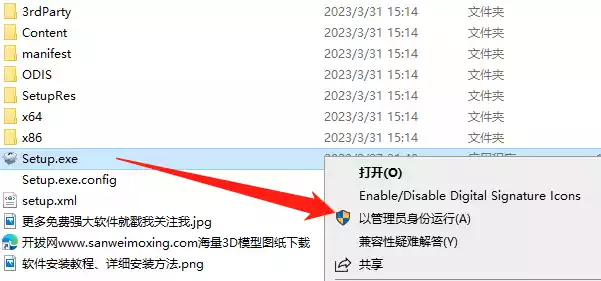 3rdParty 2023/3/31 15:14 文件夹
Content 2023/3/31 15:14 文件夹
manifest 2023/3/31 15:14 文件夹
ODIS 2023/3/31 15:14 文件夹
SetupRes 2023/3/31 15:14 文件夹
x64 2023/3/31 15:14 文件夹
x86 2023/3/31 15:14 文件夹
Setup.exe
Setup.exe.config
setup.xml
更多免费强大软件就戳我关注我.jpg
开拔网www.sanweimoxing.com海量3D模型图纸下载
软件安装教程、详细安装方法.png
打开(O)
Enable/Disable Digital Signature Icons
以管理员身份运行(A)
兼容性疑难解答(Y)
共享